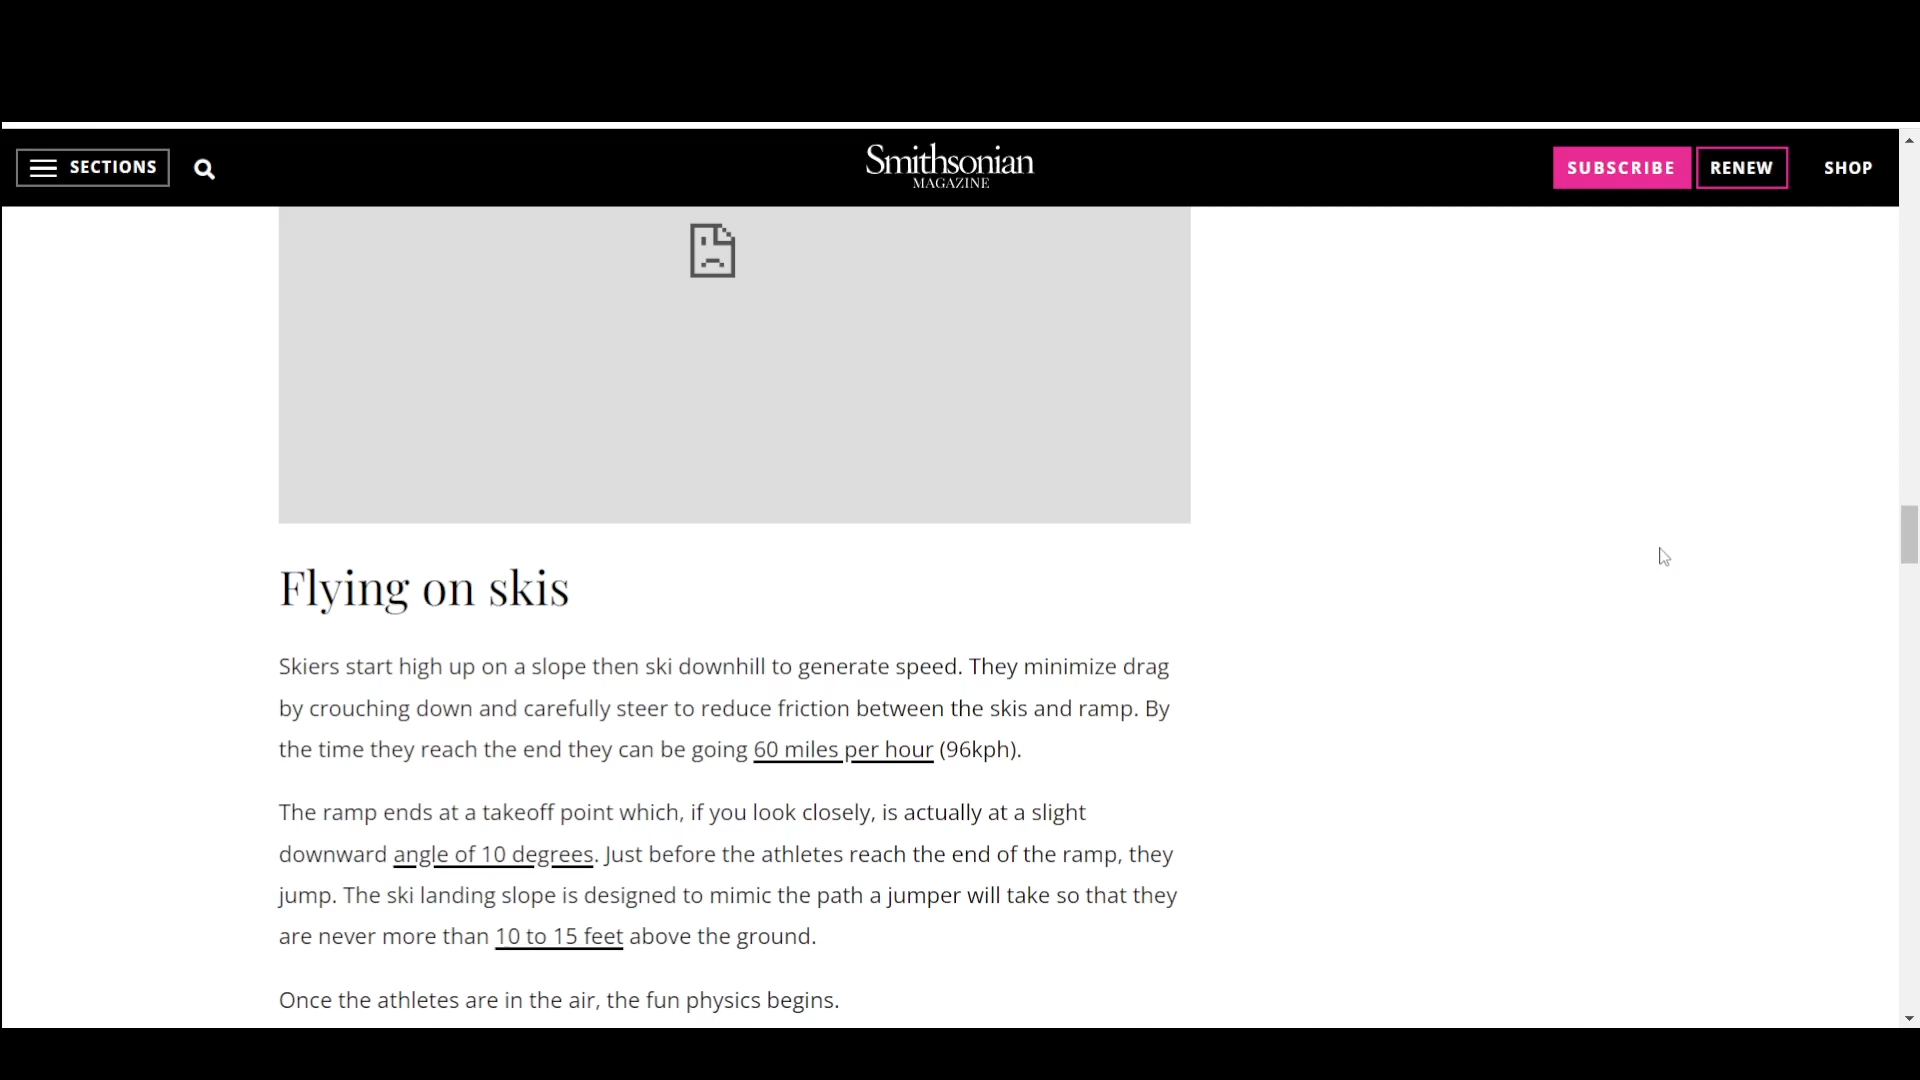 SECTIONS
Smithsonian
MAGAZINE
SUBSCRIBE
RENEW
SHOP
Flying on skis
Skiers start high up on a slope then ski downhill to generate speed. They minimize drag
by crouching down and carefully steer to reduce friction between the skis and ramp. By
the time they reach the end they can be going 60 miles per hour (96kph).
The ramp ends at a takeoff point which, if you look closely, is actually at a slight
downward angle of 10 degrees. Just before the athletes reach the end of the ramp, they
jump. The ski landing slope is designed to mimic the path a jumper will take so that they
are never more than 10 to 15 feet above the ground.
Once the athletes are in the air, the fun physics begins.